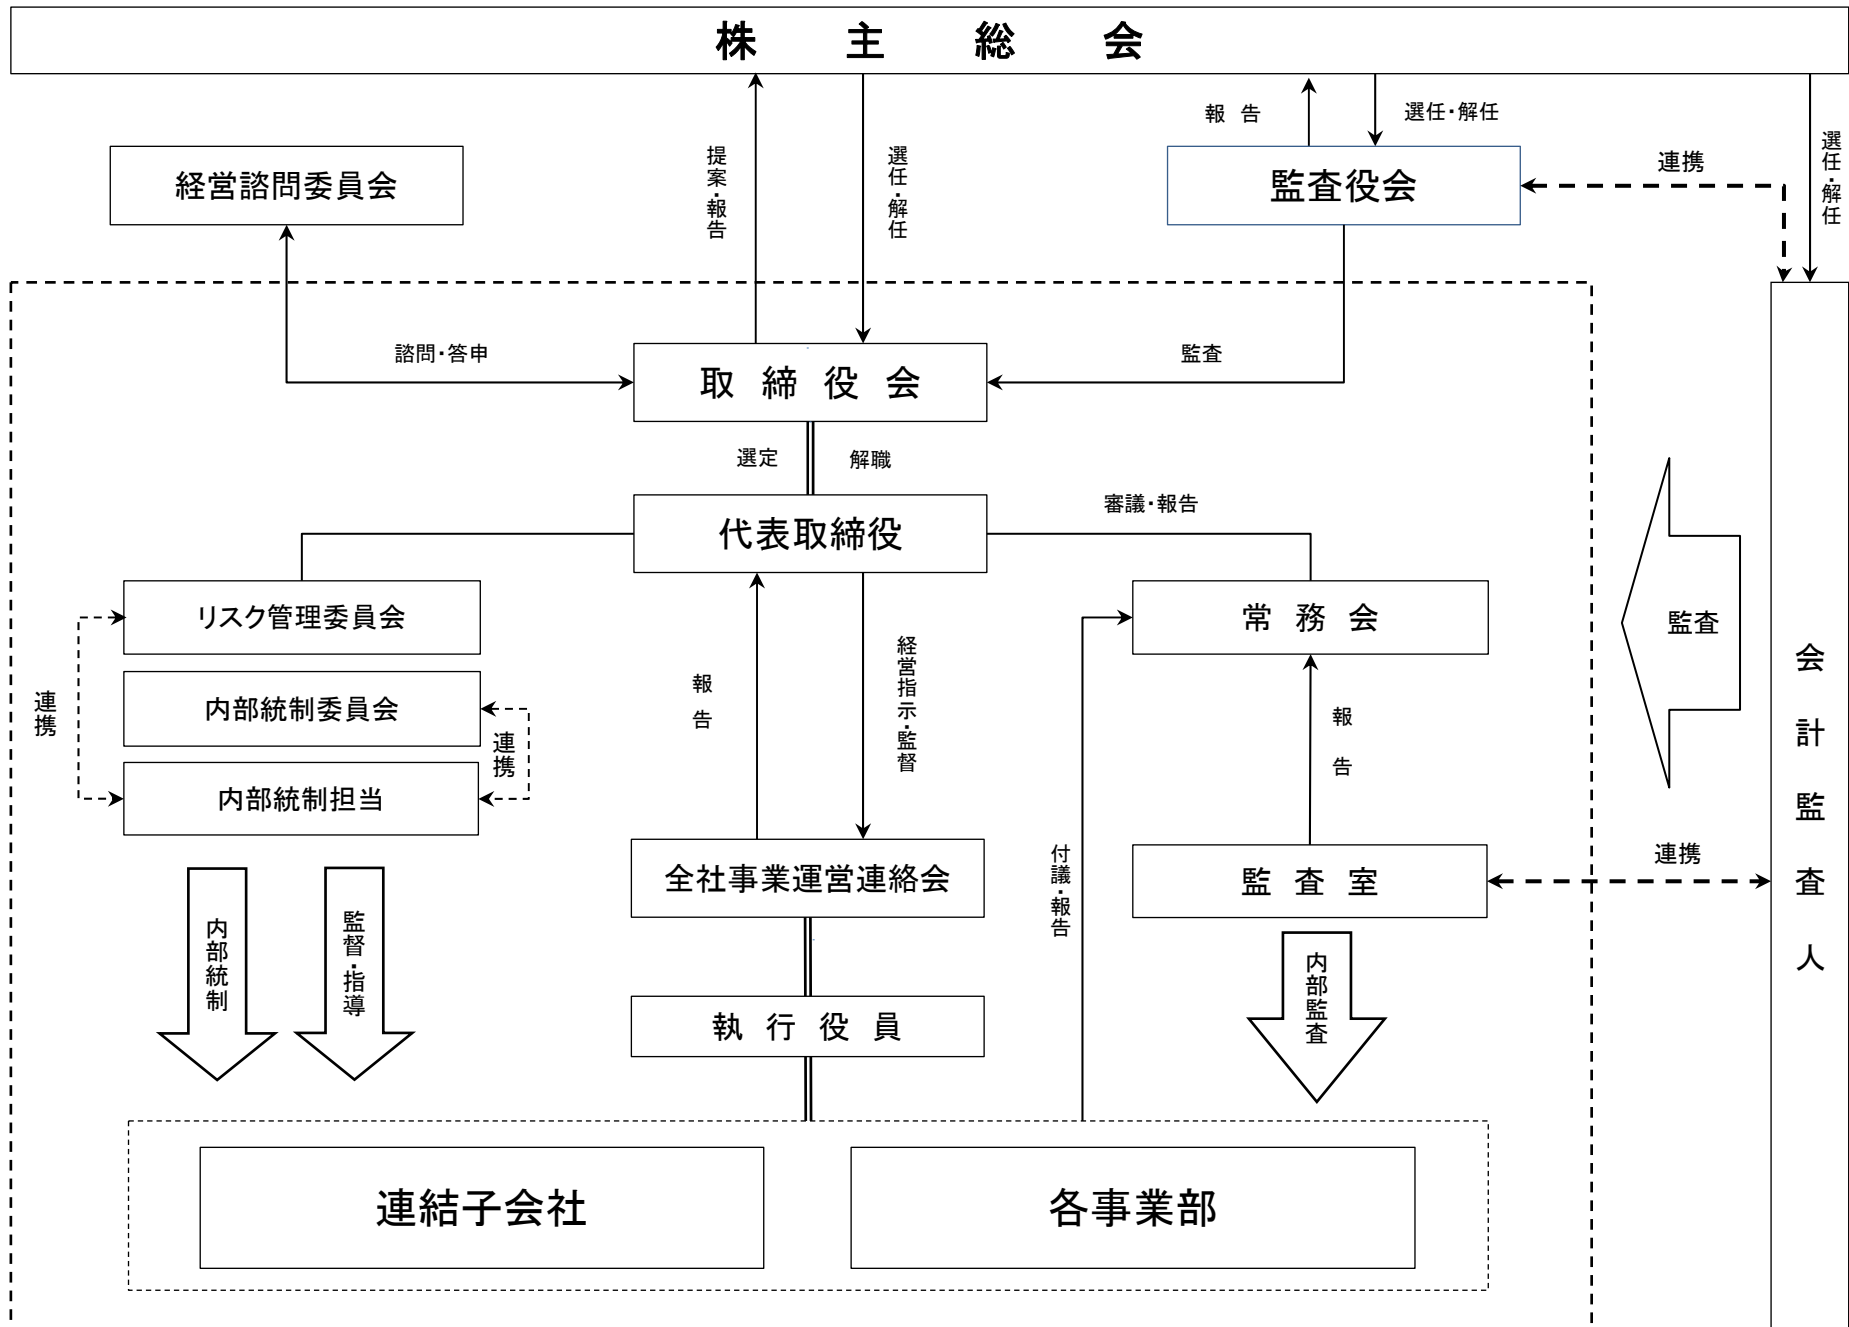 株主総会
報告
選任・解任
提案・報告
選任・解任
連携
選任・解任
経営諮問委員会
監査役会
諮問・答申
監査
取締役会
選定
解職
代表取締役
審議・報告
リスク管理委員会
常務会
監査
会計監査人
連携
内部統制委員会
連携
内部統制担当
報告
経営指示・監督
報告
全社事業運営連絡会
付議・報告
監査室
連携
内部統制
監督・指導
内部監査
執行役員
連結子会社
各事業部